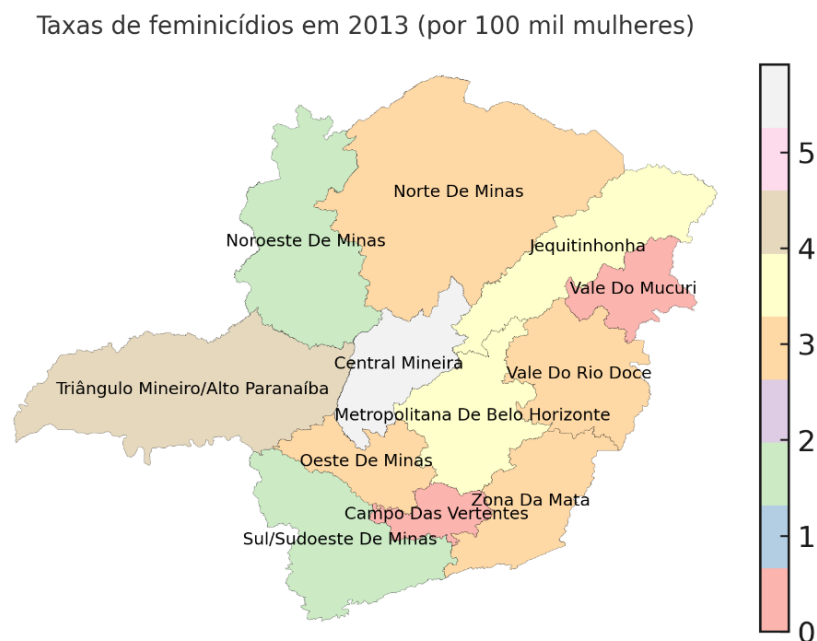 Taxas de feminicídios em 2013 (por 100 mil mulheres)
Norte De Minas
Noroeste De Minas
Jequitinhonha
Vale Do Mucuri
Central Mineira
Vale Do Rio Doce
Triângulo Mineiro/Alto Paranaíba
Metropolitana De Belo Horizonte
Oeste De Minas
Zona Da Mata
Campo Das Vertentes
Sul/Sudoeste De Minas
5
4
3
2
1
0